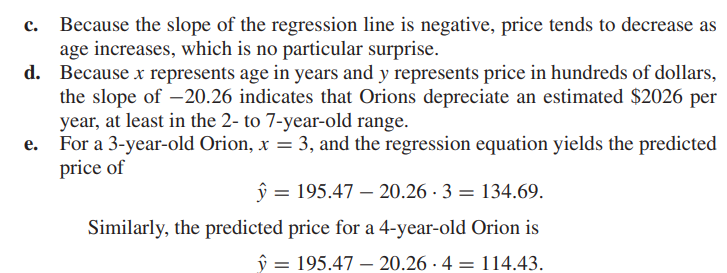 c. Because the slope of the regression line is negative, price tends to decrease as
age increases, which is no particular surprise.
d. Because x represents age in years and y represents price in hundreds of dollars,
the slope of −20.26 indicates that Orions depreciate an estimated $2026 per
year, at least in the 2- to 7-year-old range.
e. For a 3-year-old Orion, x = 3, and the regression equation yields the predicted
price of
ŷ = 195.47 − 20.26 · 3 = 134.69.
Similarly, the predicted price for a 4-year-old Orion is
ŷ = 195.47 − 20.26 · 4 = 114.43.